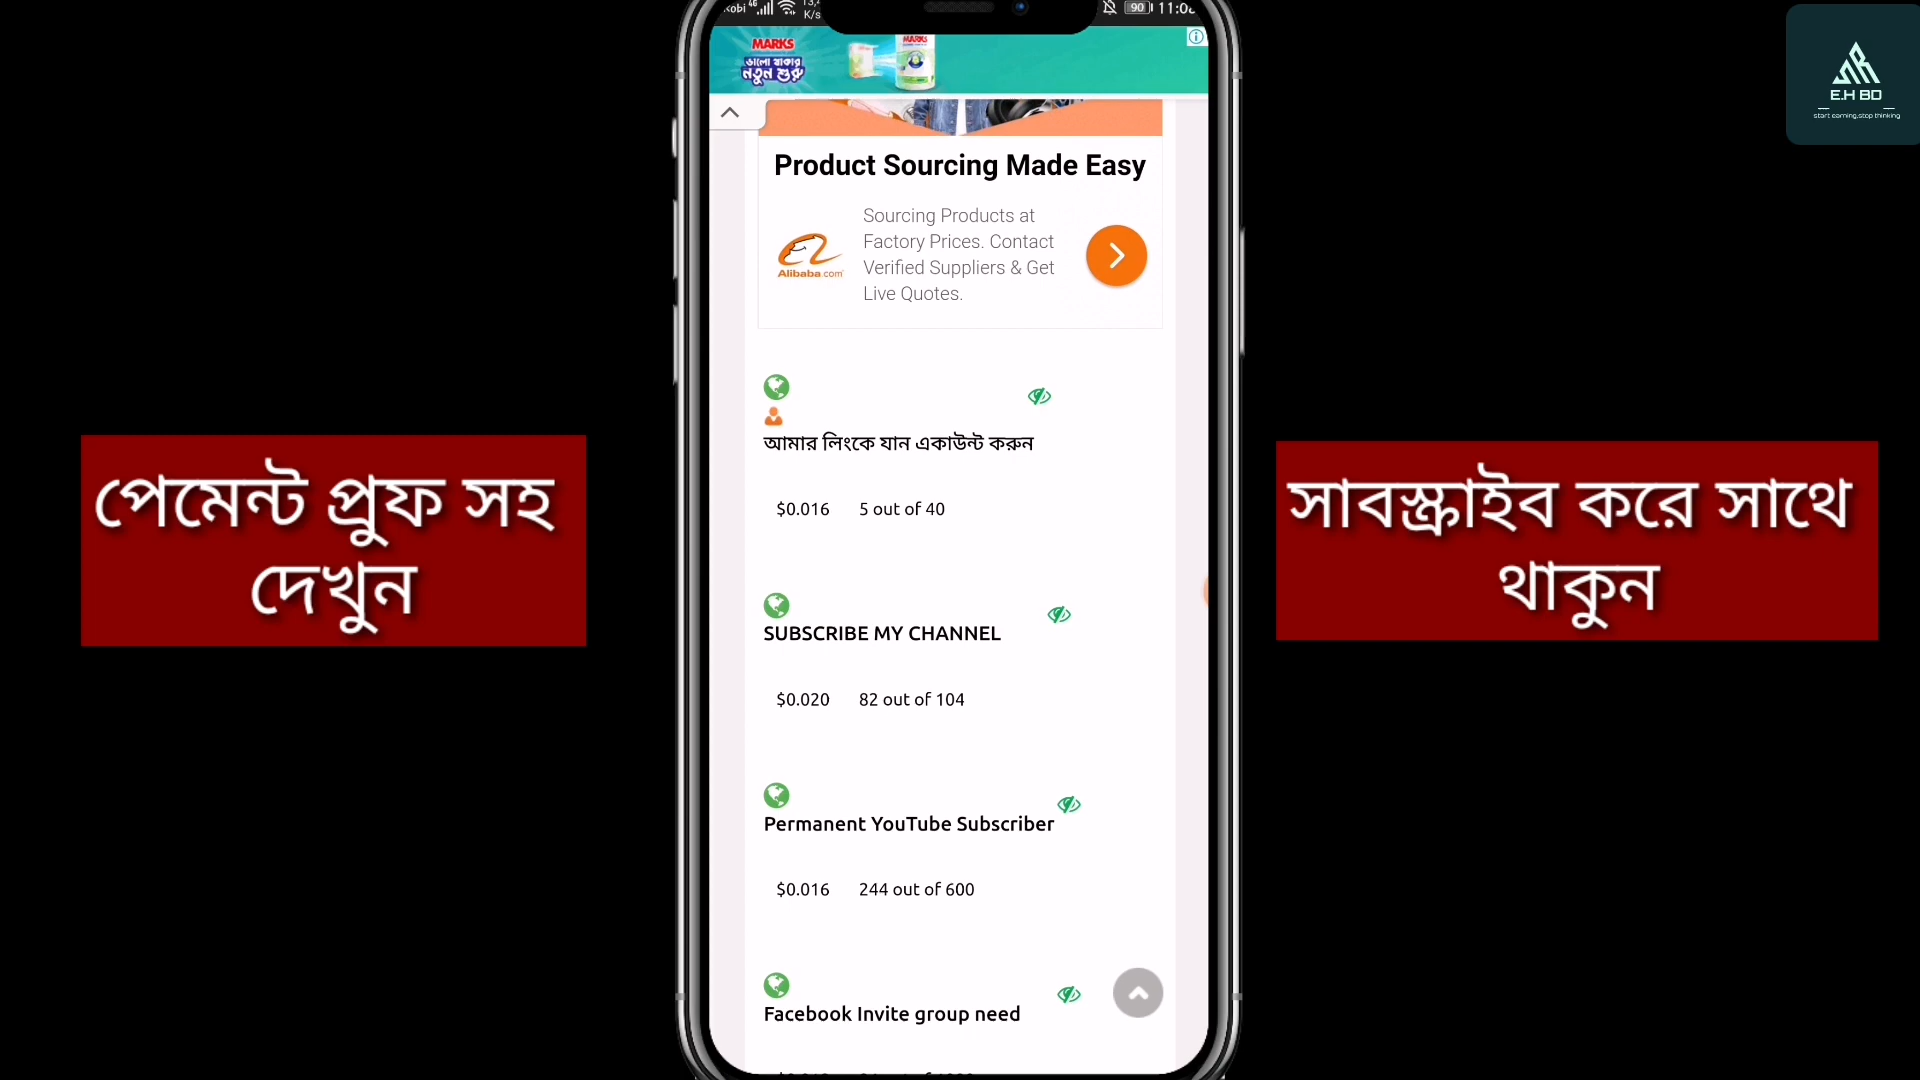 4G
K/s
90
MARKS
ভালো থাকার
নতুন শুরু
MARKS
E.H BD
start earning,stop thinking
Product Sourcing Made Easy
Sourcing Products at
Factory Prices. Contact
Verified Suppliers & Get
Live Quotes.
Alibaba.com
আমার লিংকে যান একাউন্ট করুন
$0.016 5 out of 40
পেমেন্ট প্রুফ সহ
দেখুন
সাবস্ক্রাইব করে সাথে
থাকুন
SUBSCRIBE MY CHANNEL
$0.020 82 out of 104
Permanent YouTube Subscriber
$0.016 244 out of 600
Facebook Invite group need